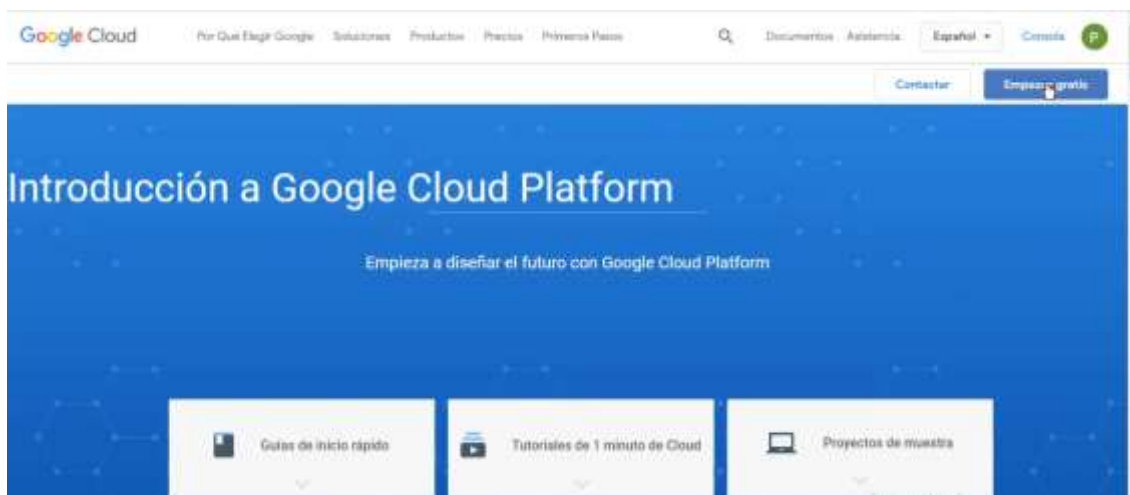 Google Cloud Por Qué Elegir Google Soluciones Productos Precios Primeros Pasos Documentos Asistencia Español Consola P
Contactar Empezar gratis
Introducción a Google Cloud Platform
Empieza a diseñar el futuro con Google Cloud Platform
Guías de inicio rápido Tutoriales de 1 minuto de Cloud Proyectos de muestra